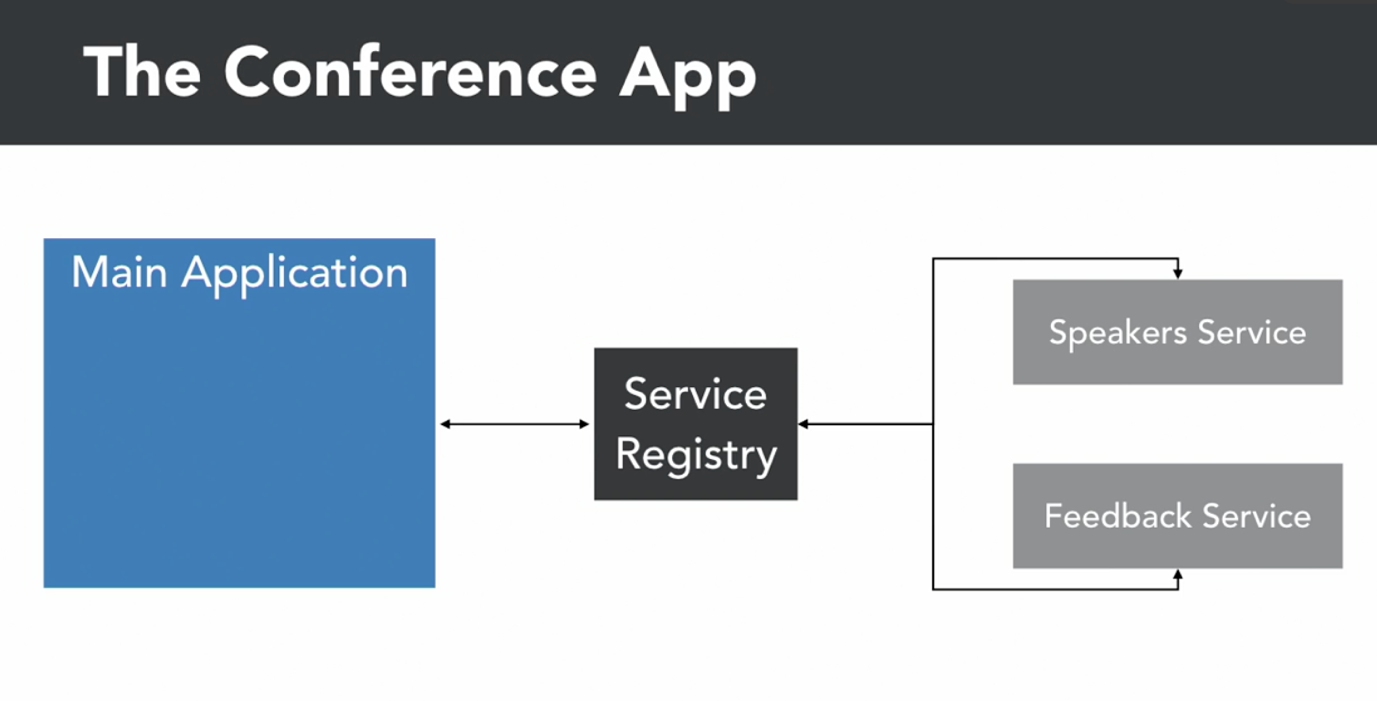 The Conference App
Main Application
Service
Registry
Speakers Service
Feedback Service